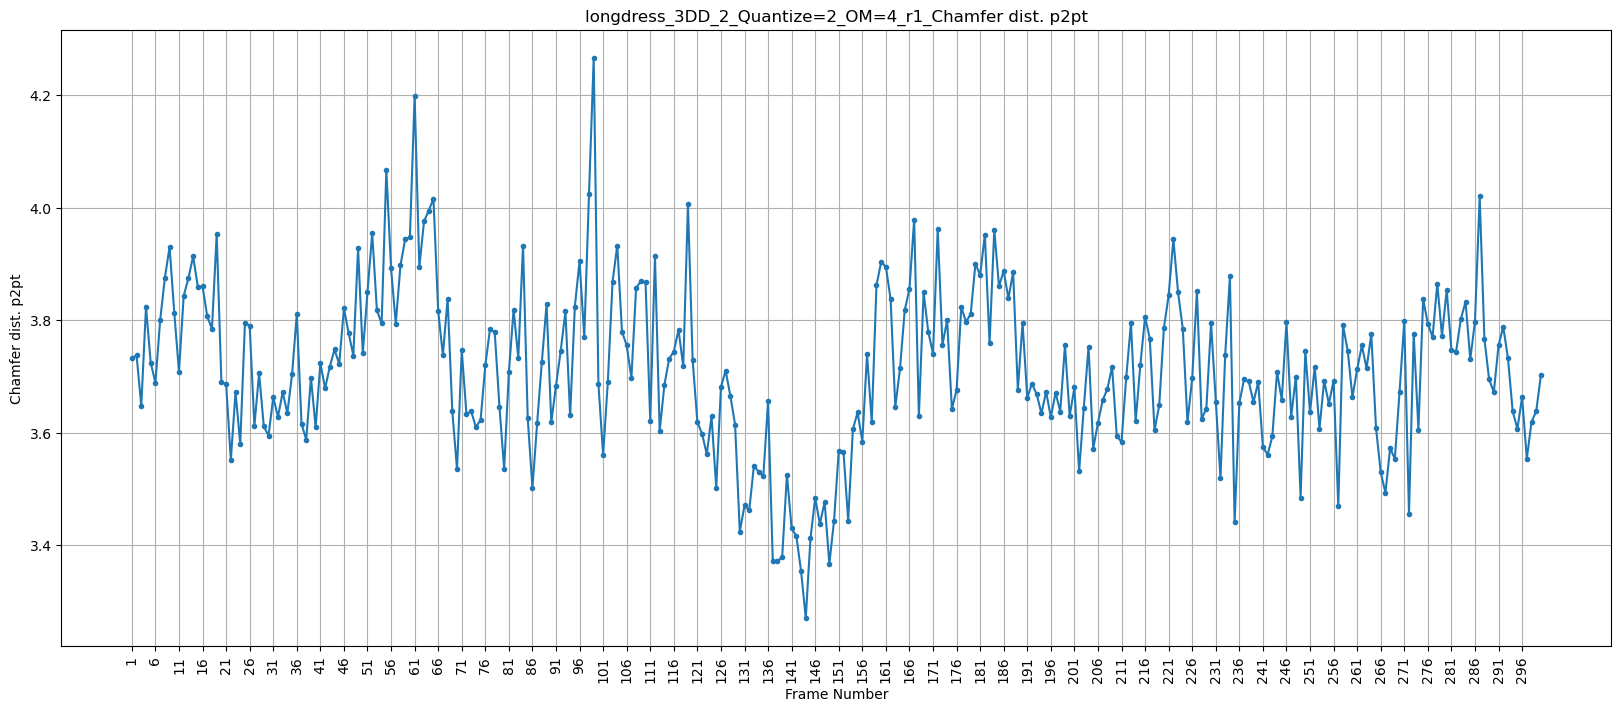 longdress_3DD_2_Quantize=2_OM=4_r1_Chamfer dist. p2pt
4.2
4.0
3.8
3.6
3.4
Chamfer dist. p2pt
1 6 11 16 21 26 31 36 41 46 51 56 61 66 71 76 81 86 91 96 101 106 111 116 121 126 131 136 141 146 151 156 161 166 171 176 181 186 191 196 201 206 211 216 221 226 231 236 241 246 251 256 261 266 271 276 281 286 291 296
Frame Number